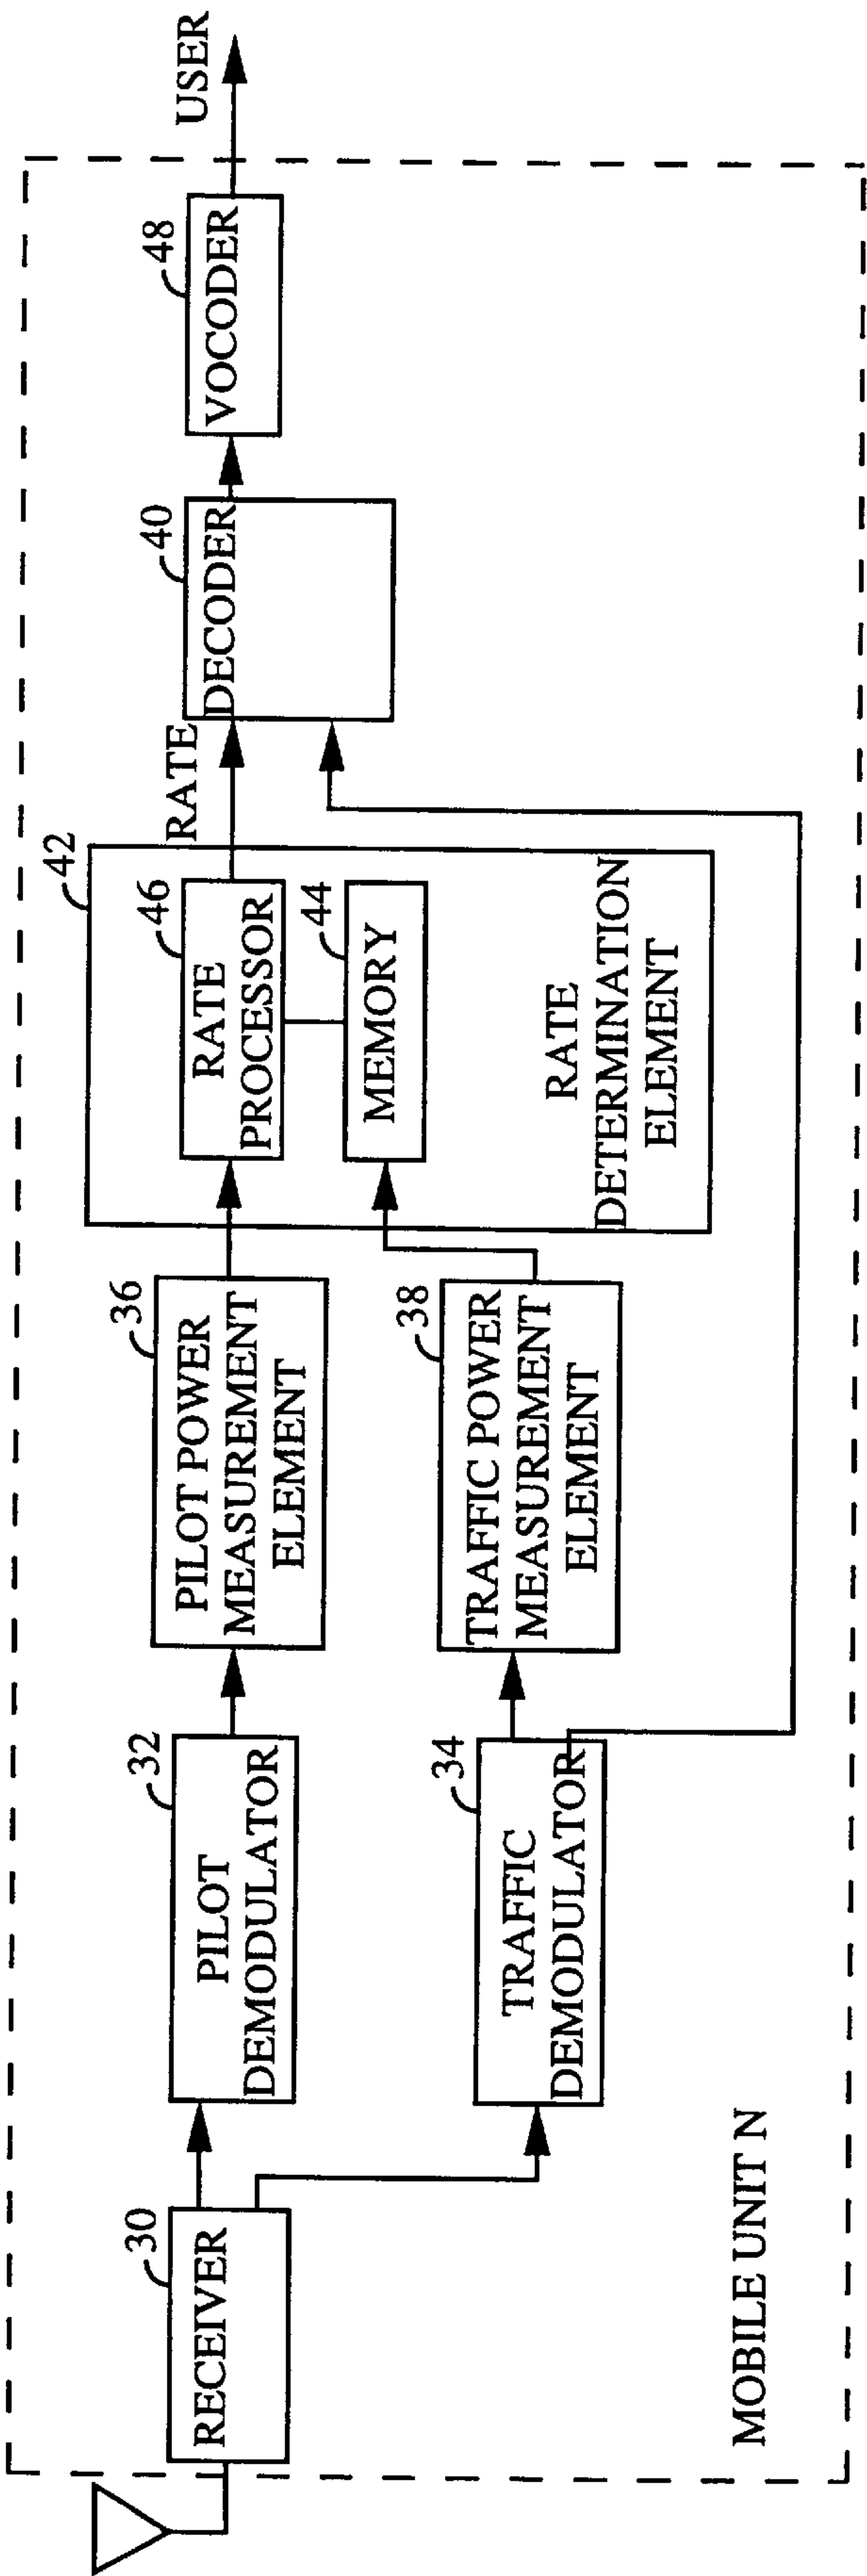 30
RECEIVER
32
PILOT
DEMODULATOR
34
TRAFFIC
DEMODULATOR
36
PILOT POWER
MEASUREMENT
ELEMENT
38
TRAFFIC POWER
MEASUREMENT
ELEMENT
42
46
RATE
PROCESSOR
44
MEMORY
RATE
DETERMINATION
ELEMENT
RATE
40
DECODER
48
VOCODER
USER
MOBILE UNIT N